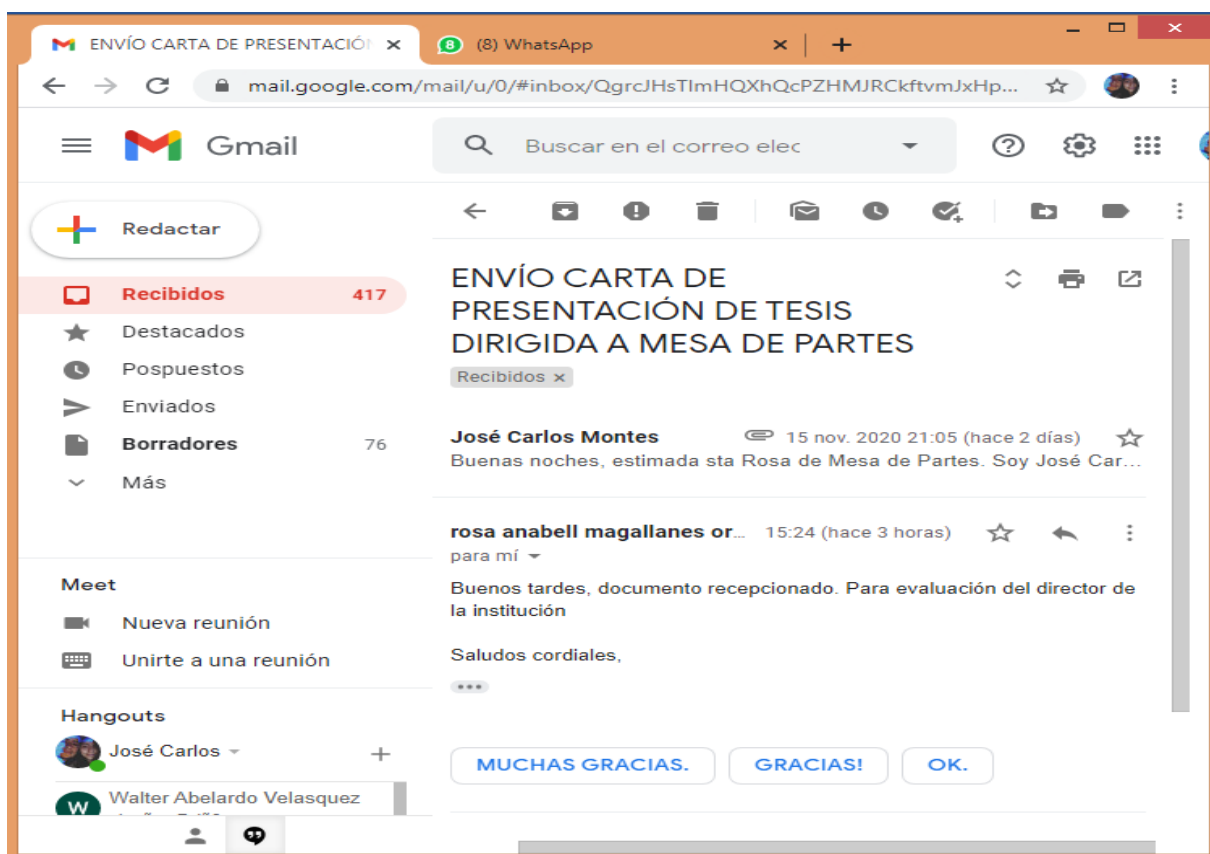 ENVÍO CARTA DE PRESENTACIÓN
(8) WhatsApp
mail.google.com/mail/u/0/#inbox/QgrcJHsTlmHQXhQcPZHMJRCkftvmJxHp...
Gmail
Buscar en el correo elec
Redactar
Recibidos 417
Destacados
Pospuestos
Enviados
Borradores 76
Más
Meet
Nueva reunión
Unirte a una reunión
Hangouts
José Carlos
W
Walter Abelardo Velasquez
ENVÍO CARTA DE
PRESENTACIÓN DE TESIS
DIRIGIDA A MESA DE PARTES
Recibidos x
José Carlos Montes 15 nov. 2020 21:05 (hace 2 días)
Buenas noches, estimada sta Rosa de Mesa de Partes. Soy José Car...
rosa anabell magallanes or... 15:24 (hace 3 horas)
para mí
Buenos tardes, documento recepcionado. Para evaluación del director de
la institución
Saludos cordiales,
MUCHAS GRACIAS. GRACIAS! OK.